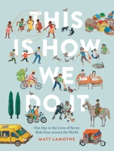 THIS
IS HOW
WE
DO IT
One Day in the Lives of Seven
Kids from around the World
MATT LAMOTHE